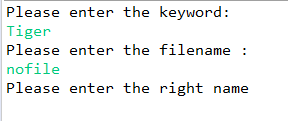 Please enter the keyword:
Tiger
Please enter the filename :
nofile
Please enter the right name